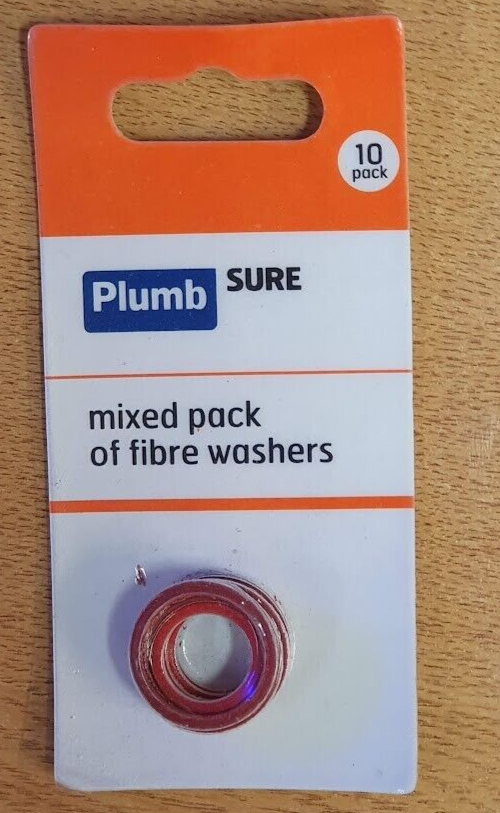 10
pack
Plumb SURE
mixed pack
of fibre washers